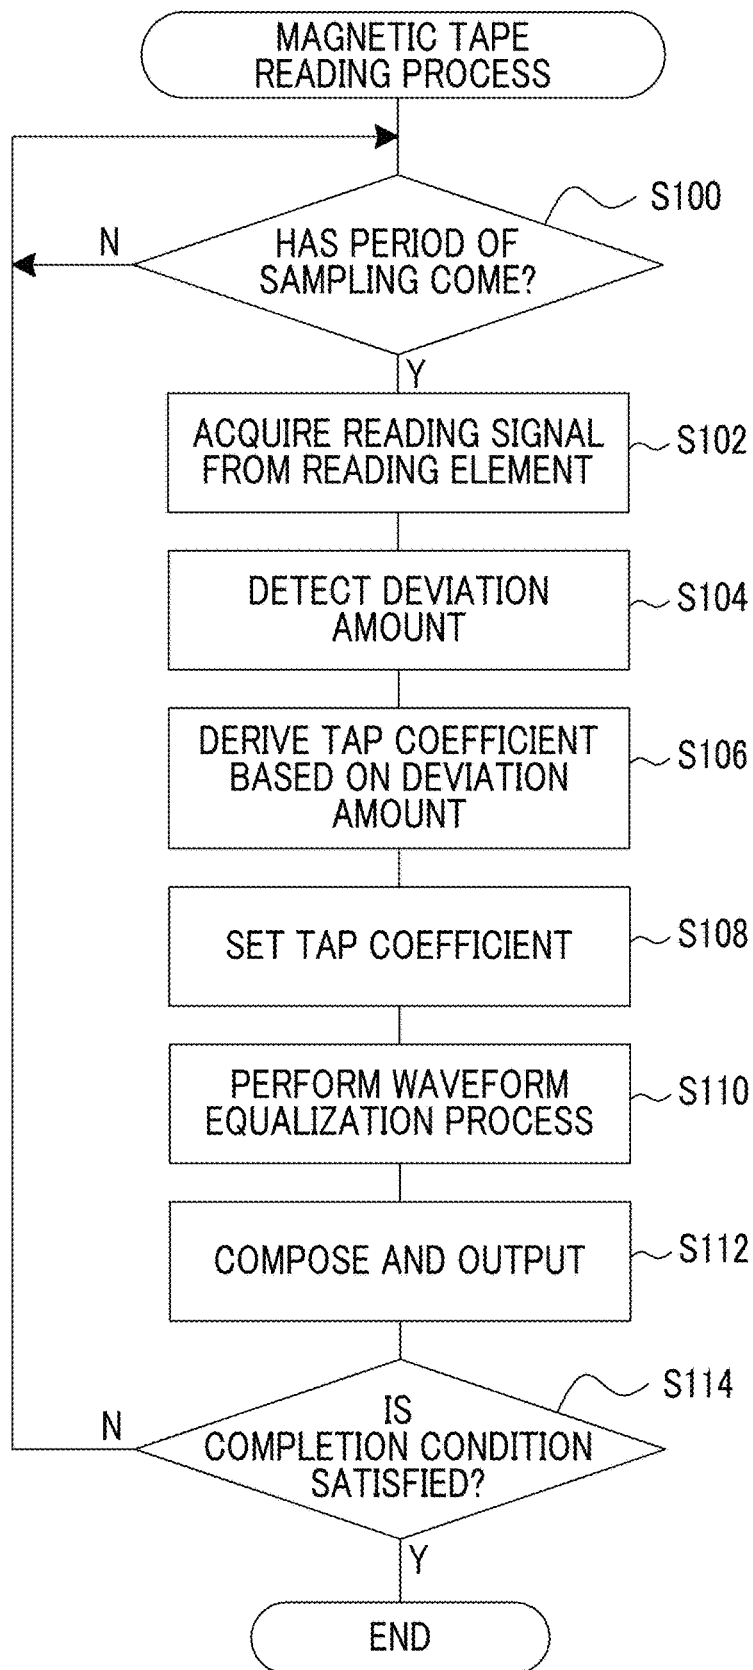 MAGNETIC TAPE
READING PROCESS
S100
N
HAS PERIOD OF
SAMPLING COME?
Y
ACQUIRE READING SIGNAL
FROM READING ELEMENT
S102
DETECT DEVIATION
AMOUNT
S104
DERIVE TAP COEFFICIENT
BASED ON DEVIATION
AMOUNT
S106
SET TAP COEFFICIENT
S108
PERFORM WAVEFORM
EQUALIZATION PROCESS
S110
COMPOSE AND OUTPUT
S112
S114
N
IS
COMPLETION CONDITION
SATISFIED?
Y
END